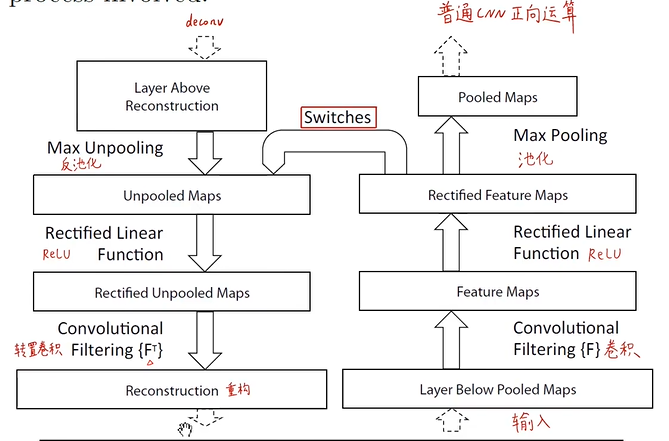 process involved.
deconv
普通CNN正向运算
Layer Above
Reconstruction
Pooled Maps
Switches
Max Unpooling
反池化
Max Pooling
池化
Unpooled Maps
Rectified Feature Maps
Rectified Linear
Function
ReLU
Rectified Linear
Function ReLU
Rectified Unpooled Maps
Feature Maps
Convolutional
转置卷积 Filtering {Fᵀ}
Convolutional
Filtering {F} 卷积
Reconstruction 重构
Layer Below Pooled Maps
输入